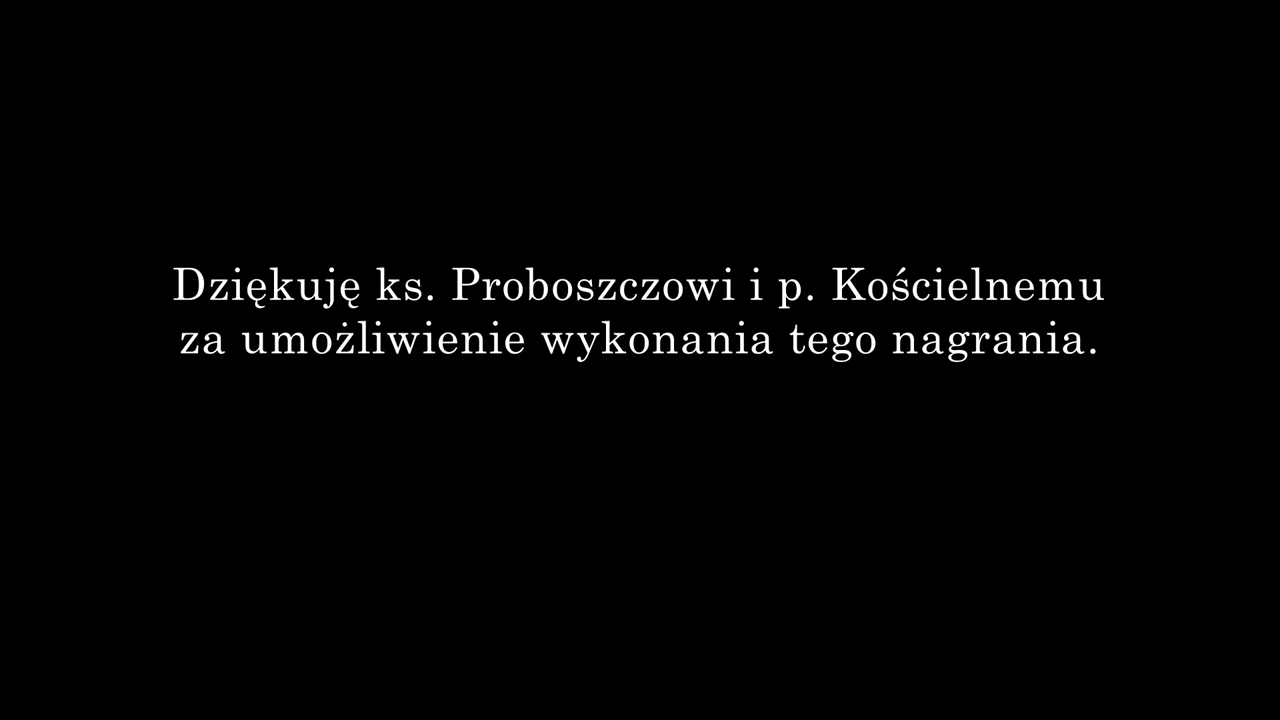 Dziękuję ks. Proboszczowi i p. Kościelnemu
za umożliwienie wykonania tego nagrania.